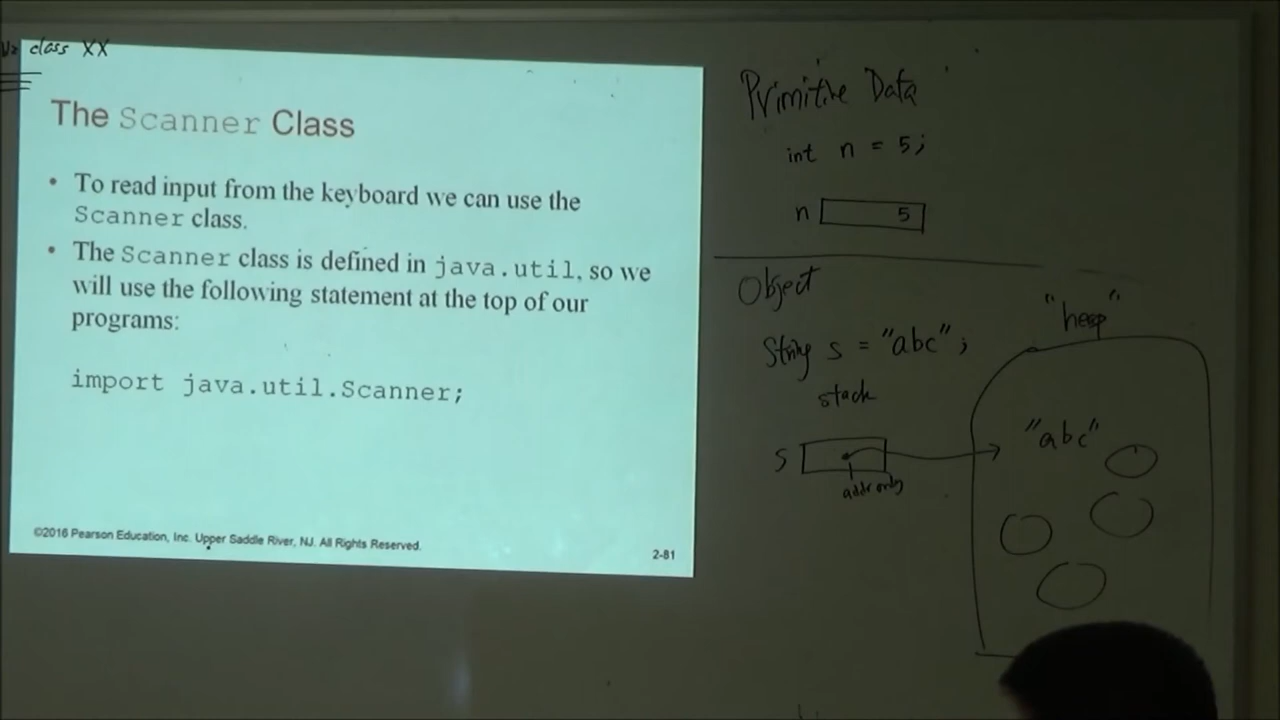 class XX
The Scanner Class
• To read input from the keyboard we can use the
Scanner class.
• The Scanner class is defined in java.util, so we
will use the following statement at the top of our
programs:
import java.util.Scanner;
©2016 Pearson Education, Inc. Upper Saddle River, NJ. All Rights Reserved.
2-81
Primitive Data
int n = 5;
n 5
Object
"heap"
String s = "abc";
stack
"abc"
s
addr only